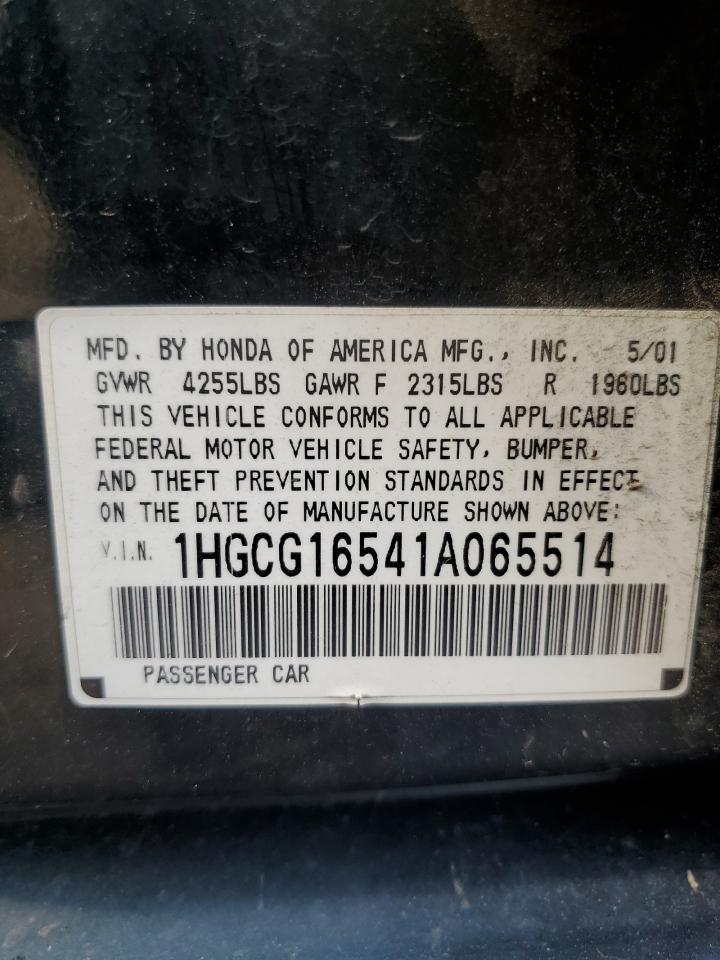 MFD. BY HONDA OF AMERICA MFG., INC. 5/01
GVWR 4255LBS GAWR F 2315LBS R 1960LBS
THIS VEHICLE CONFORMS TO ALL APPLICABLE
FEDERAL MOTOR VEHICLE SAFETY, BUMPER,
AND THEFT PREVENTION STANDARDS IN EFFECT
ON THE DATE OF MANUFACTURE SHOWN ABOVE:
V.I.N. 1HGCG16541A065514
PASSENGER CAR